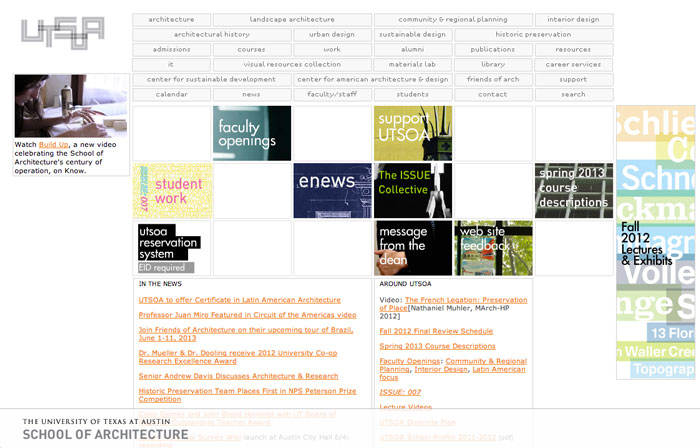 UTSOA
architecture
landscape architecture
community & regional planning
interior design
architectural history
urban design
sustainable design
historic preservation
admissions
courses
work
alumni
publications
resources
it
visual resources collection
materials lab
library
career services
center for sustainable development
center for american architecture & design
friends of arch
support
calendar
news
faculty/staff
students
contact
search
Watch Build Up, a new video
celebrating the School of
Architecture's century of
operation, on Know.
faculty
openings
support
UTSOA
ISSUE: 007
student
work
enews
The ISSUE
Collective
spring 2013
course
descriptions
utsoa
reservation
system
EID required
message
from the
dean
web site
feedback
Schlie
Schne
Fall
2012
Lectures
& Exhibits
Volle
nge
13 Flor
n Waller Cree
Topograp
IN THE NEWS
UTSOA to offer Certificate in Latin American Architecture
Professor Juan Miro Featured in Circuit of the Americas video
Join Friends of Architecture on their upcoming tour of Brazil,
June 1-11, 2013
Dr. Mueller & Dr. Dooling receive 2012 University Co-op
Research Excellence Award
Senior Andrew Davis Discusses Architecture & Research
Historic Preservation Team Places First in NPS Peterson Prize
Competition
Outstanding Teacher Award
launch at Austin City Hall 6/4:
AROUND UTSOA
Video: The French Legation: Preservation
of Place[Nathaniel Muhler, MArch-HP
2012]
Fall 2012 Final Review Schedule
Spring 2013 Course Descriptions
Faculty Openings: Community & Regional
Planning, Interior Design, Latin American
focus
ISSUE: 007
Lecture Videos
UTSOA Diversity Plan
UTSOA School Profile 2011-2012 (pdf)
THE UNIVERSITY OF TEXAS AT AUSTIN
SCHOOL OF ARCHITECTURE